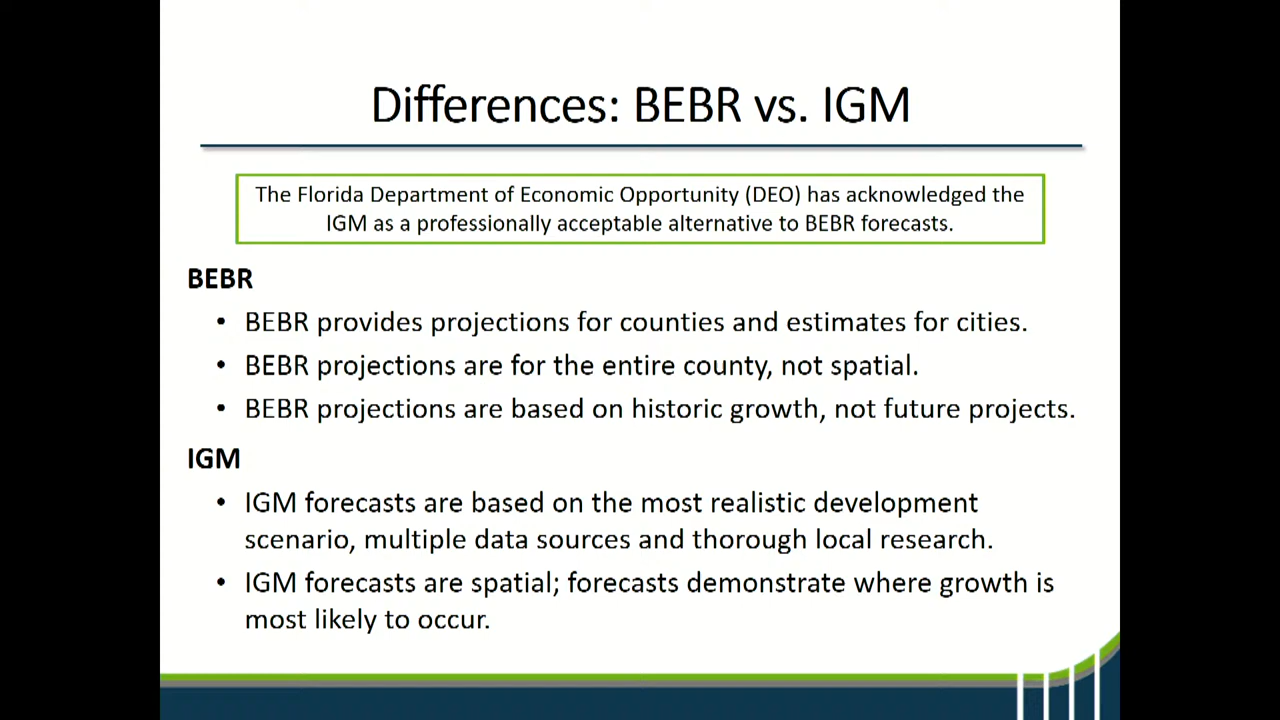 Differences: BEBR vs. IGM
The Florida Department of Economic Opportunity (DEO) has acknowledged the
IGM as a professionally acceptable alternative to BEBR forecasts.
BEBR
• BEBR provides projections for counties and estimates for cities.
• BEBR projections are for the entire county, not spatial.
• BEBR projections are based on historic growth, not future projects.
IGM
• IGM forecasts are based on the most realistic development
scenario, multiple data sources and thorough local research.
• IGM forecasts are spatial; forecasts demonstrate where growth is
most likely to occur.